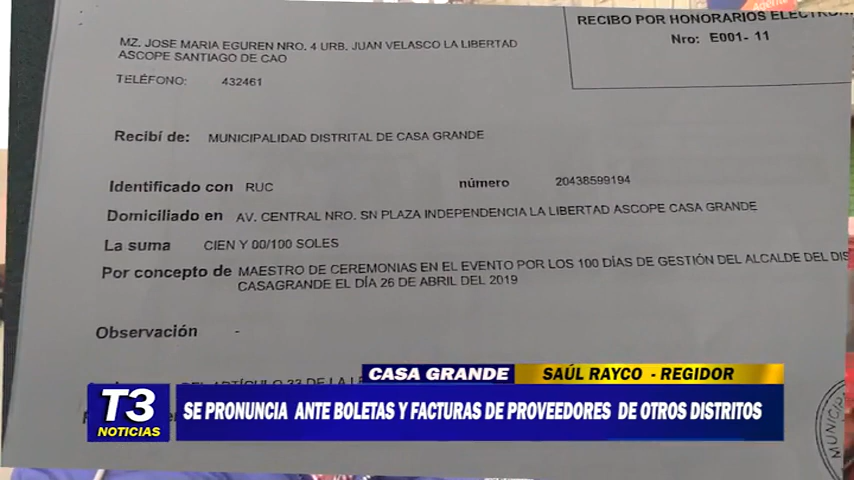 RECIBO POR HONORARIOS
Nro: E001- 11
MZ. JOSE MARIA EGUREN NRO. 4 URB. JUAN VELASCO LA LIBERTAD
ASCOPE SANTIAGO DE CAO
TELÉFONO: 432461
Recibí de: MUNICIPALIDAD DISTRITAL DE CASA GRANDE
Identificado con RUC número 20438599194
Domiciliado en AV. CENTRAL NRO. SN PLAZA INDEPENDENCIA LA LIBERTAD ASCOPE CASA GRANDE
La suma CIEN Y 00/100 SOLES
Por concepto de MAESTRO DE CEREMONIAS EN EL EVENTO POR LOS 100 DÍAS DE GESTIÓN DEL ALCALDE DEL
CASAGRANDE EL DÍA 26 DE ABRIL DEL 2019
Observación -
DEL ARTÍCULO 33 DE LA
CASA GRANDE SAÚL RAYCO - REGIDOR
T3 NOTICIAS
SE PRONUNCIA ANTE BOLETAS Y FACTURAS DE PROVEEDORES DE OTROS DISTRITOS